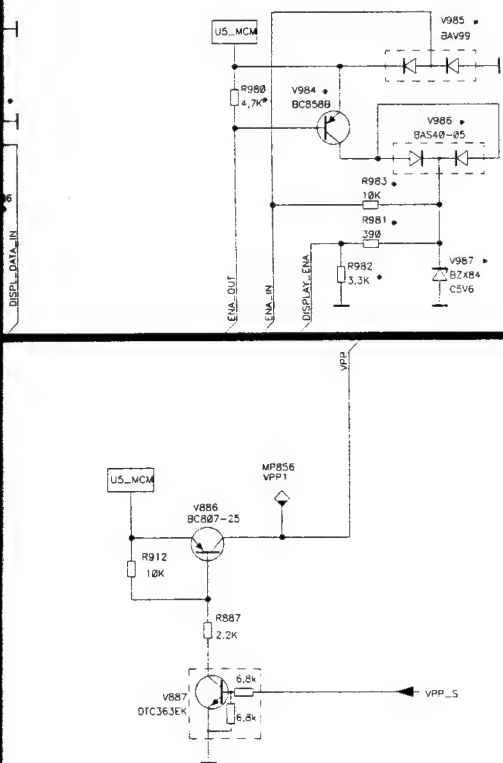 V985
BAV99
U5_MCM
R980
4,7K
V984
BC858B
V986
BAS40-05
R983
10K
R981
390
R982
3.3K
V987
BZX84
C5V6
DISPL_DATA_IN
ENA_OUT
ENA_IN
DISPLAY_ENA
VPP
U5_MCM
MP856
VPP1
V886
BC807-25
R912
10K
R887
2.2K
6,8k
V887
DTC363EK
6,8k
VPP_S